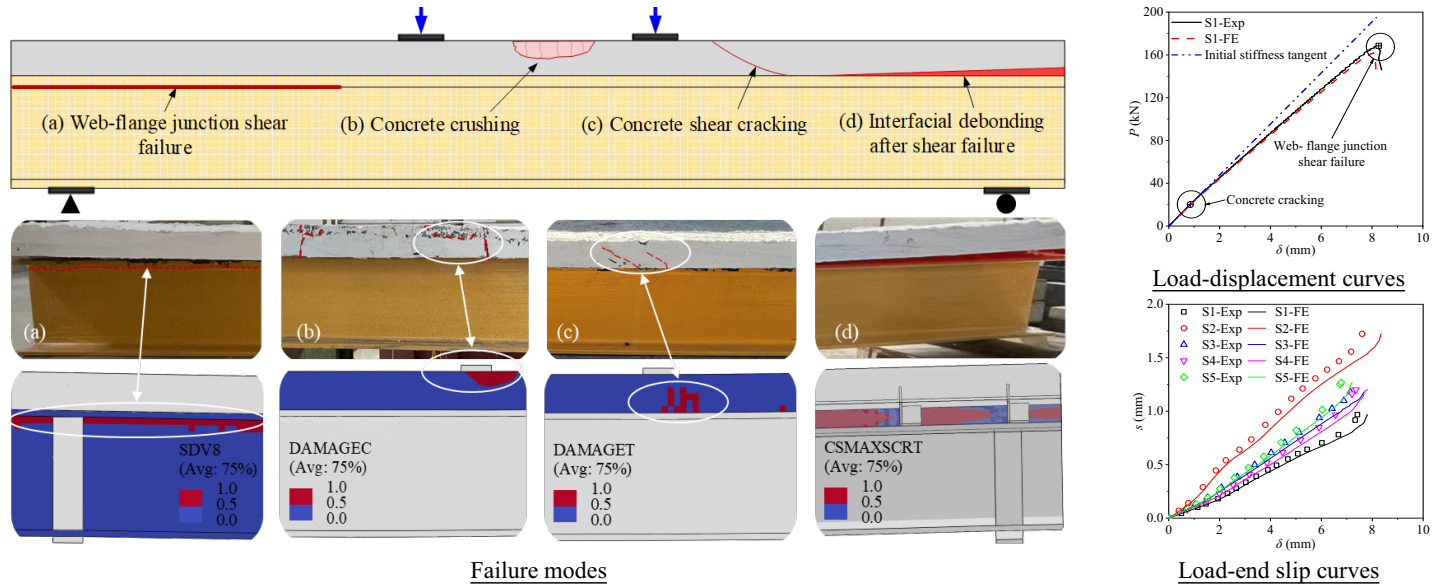 (a) Web-flange junction shear
failure
(b) Concrete crushing
(c) Concrete shear cracking
(d) Interfacial debonding
after shear failure
(a)
(b)
(c)
(d)
SDV8
(Avg: 75%)
1.0
0.5
0.0
DAMAGEC
(Avg: 75%)
1.0
0.5
0.0
DAMAGET
(Avg: 75%)
1.0
0.5
0.0
CSMAXSCRT
(Avg: 75%)
1.0
0.5
0.0
Failure modes
S1-Exp
S1-FE
Initial stiffness tangent
200
160
120
80
40
0
P (kN)
Web- flange junction
shear failure
Concrete cracking
0 2 4 6 8 10
δ (mm)
Load-displacement curves
2.0
1.5
1.0
0.5
0.0
s (mm)
S1-Exp S1-FE
S2-Exp S2-FE
S3-Exp S3-FE
S4-Exp S4-FE
S5-Exp S5-FE
0 2 4 6 8 10
δ (mm)
Load-end slip curves